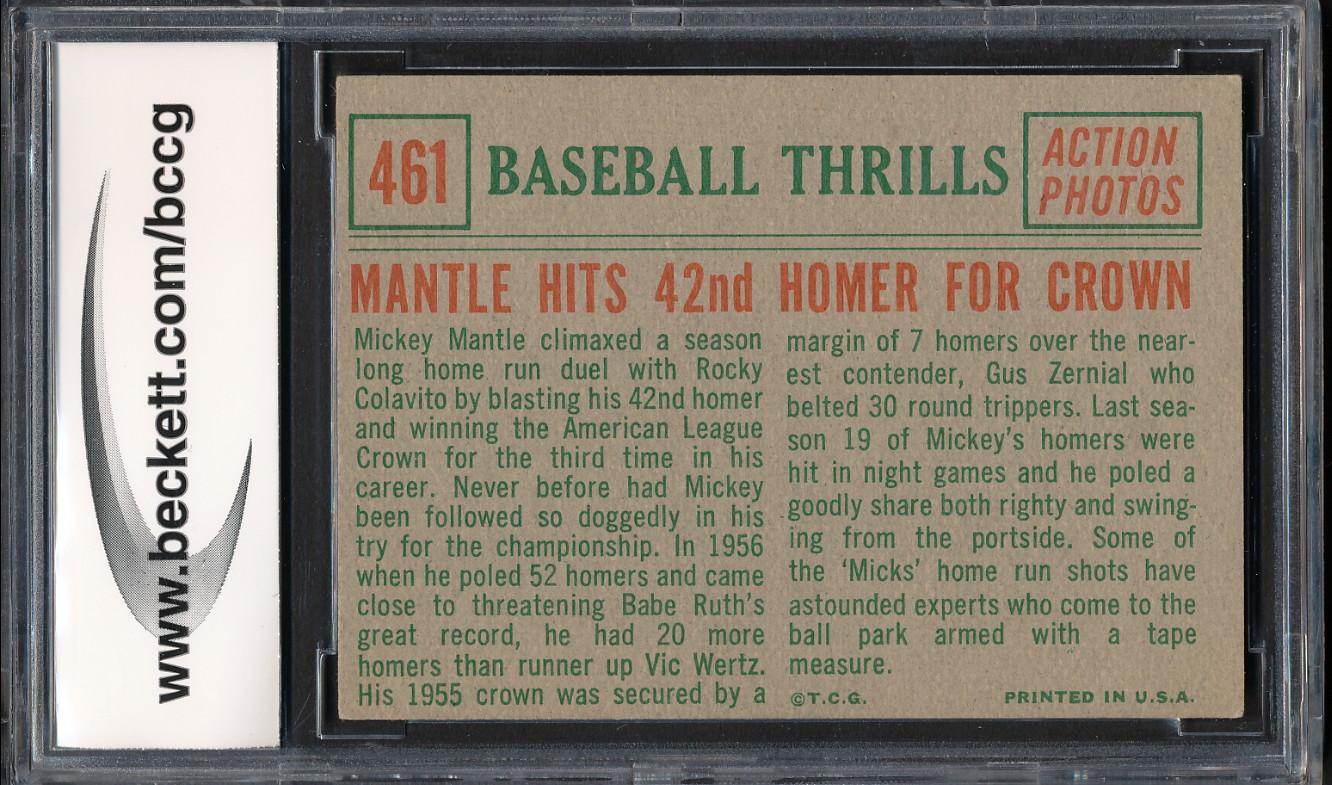 www.beckett.com/bccg
461
BASEBALL THRILLS
ACTION
PHOTOS
MANTLE HITS 42nd HOMER FOR CROWN
Mickey Mantle climaxed a season
long home run duel with Rocky
Colavito by blasting his 42nd homer
and winning the American League
Crown for the third time in his
career. Never before had Mickey
been followed so doggedly in his
try for the championship. In 1956
when he poled 52 homers and came
close to threatening Babe Ruth's
great record, he had 20 more
homers than runner up Vic Wertz.
His 1955 crown was secured by a
margin of 7 homers over the near-
est contender, Gus Zernial who
belted 30 round trippers. Last sea-
son 19 of Mickey's homers were
hit in night games and he poled a
goodly share both righty and swing-
ing from the portside. Some of
the 'Micks' home run shots have
astounded experts who come to the
ball park armed with a tape
measure.
©T.C.G.
PRINTED IN U.S.A.